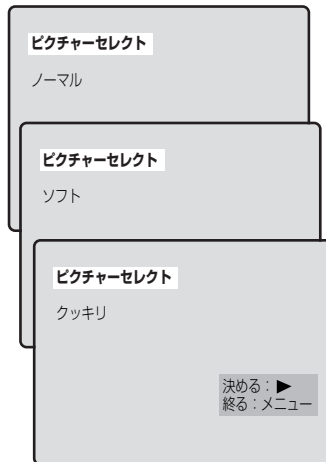 ピクチャーセレクト
ノーマル
ピクチャーセレクト
ソフト
ピクチャーセレクト
クッキリ
決める：▶
終る：メニュー